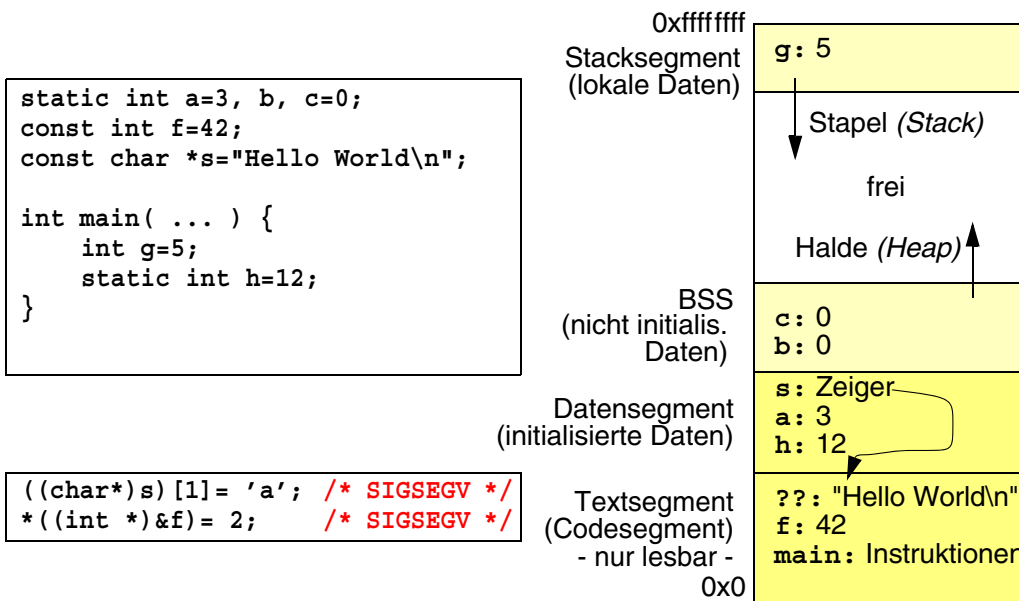 static int a=3, b, c=0;
const int f=42;
const char *s="Hello World\n";
int main( ... ) {
    int g=5;
    static int h=12;
}
((char*)s)[1]= ’a’; /* SIGSEGV */
*((int *)&f)= 2;     /* SIGSEGV */
0xffffffff
Stacksegment
(lokale Daten)
g: 5
Stapel (Stack)
frei
Halde (Heap)
BSS
(nicht initialis.
Daten)
c: 0
b: 0
Datensegment
(initialisierte Daten)
s: Zeiger
a: 3
h: 12
Textsegment
(Codesegment)
- nur lesbar -
0x0
??: "Hello World\n"
f: 42
main: Instruktionen